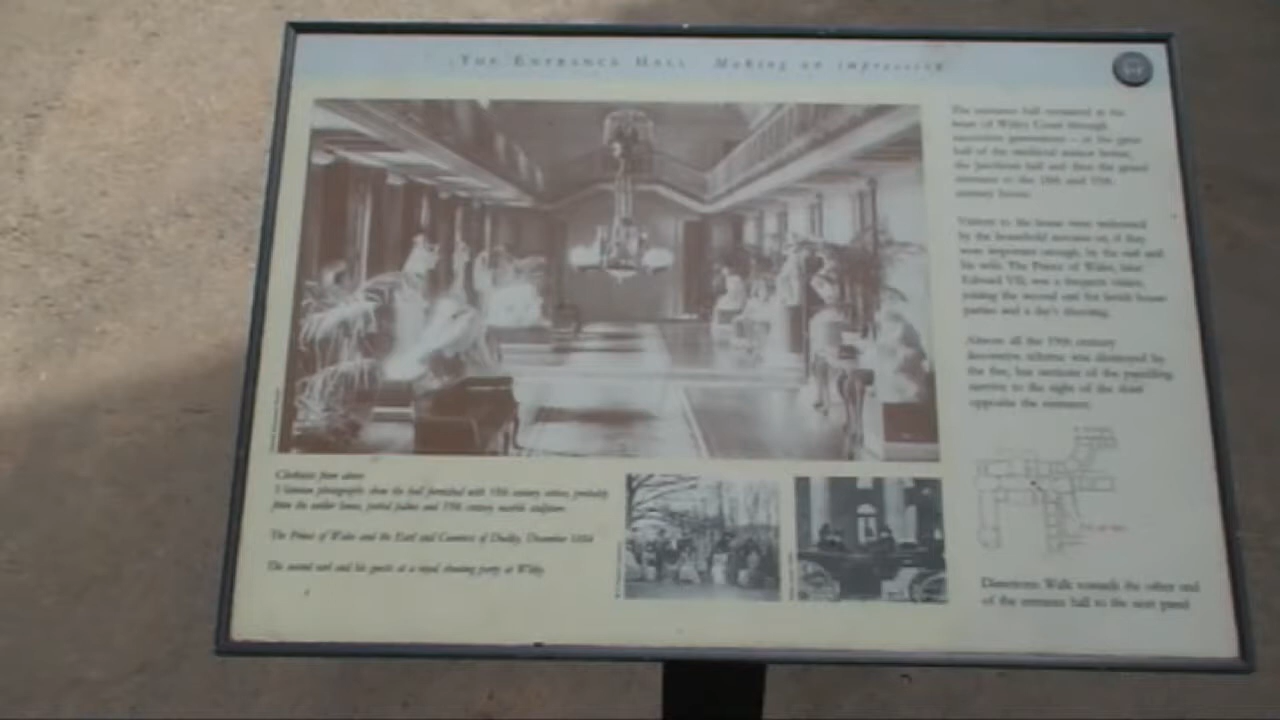 THE ENTRANCE HALL Making an impression
The entrance hall remained at the
heart of Witley Court through
successive generations – as the great
hall of the medieval manor house,
the Jacobean hall and then the grand
entrance to the 18th and 19th
century house.
Visitors to the house were welcomed
by the household servants or, if they
were important enough, by the earl and
his wife. The Prince of Wales, later
Edward VII, was a frequent visitor,
joining the second earl for lavish house
parties and a day's shooting.
Almost all the 19th century
decorative scheme was destroyed by
the fire, but sections of the panelling
survive to the right of the door
opposite the entrance.
Clockwise from above
A Victorian photograph shows the hall furnished with 19th century settees, probably
from the earlier house, potted palms and 19th century marble sculpture.
The Prince of Wales and the Earl and Countess of Dudley, December
The second earl and his guests at a royal shooting party at Witley
Directions: Walk towards the other end
of the entrance hall to the next panel